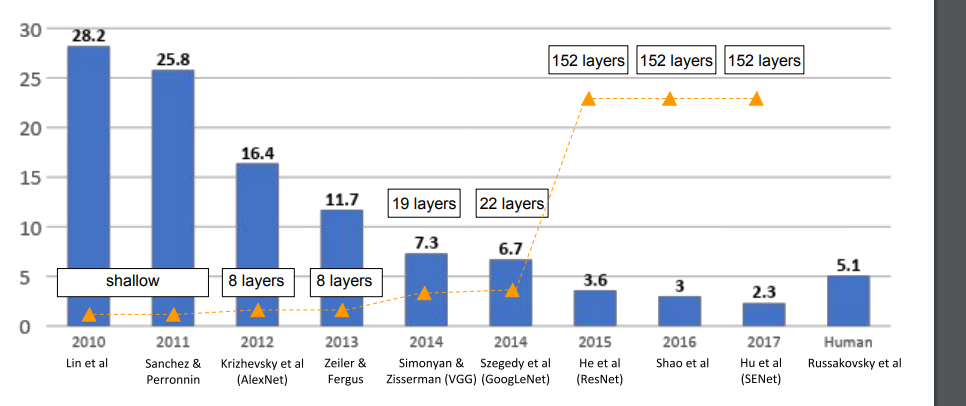 30
25
20
15
10
5
0
28.2
25.8
16.4
11.7
7.3
6.7
3.6
3
2.3
5.1
152 layers
152 layers
152 layers
19 layers
22 layers
shallow
8 layers
8 layers
2010
2011
2012
2013
2014
2014
2015
2016
2017
Human
Lin et al
Sanchez &
Perronnin
Krizhevsky et al
(AlexNet)
Zeiler &
Fergus
Simonyan &
Zisserman (VGG)
Szegedy et al
(GoogLeNet)
He et al
(ResNet)
Shao et al
Hu et al
(SENet)
Russakovsky et al